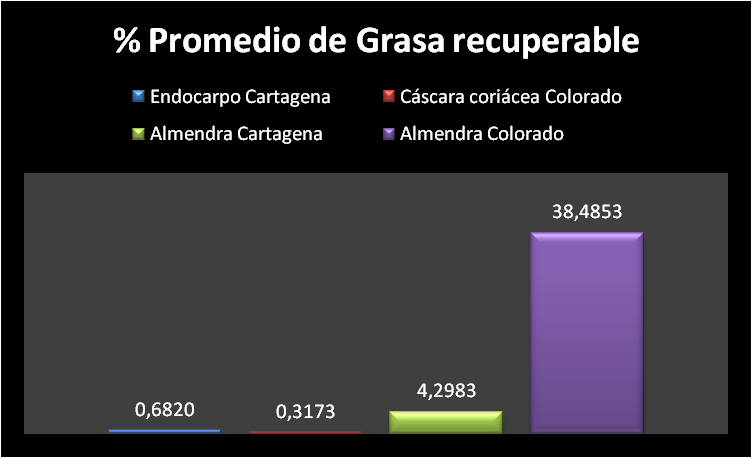 % Promedio de Grasa recuperable
Endocarpo Cartagena
Cáscara coriácea Colorado
Almendra Cartagena
Almendra Colorado
38,4853
4,2983
0,6820
0,3173